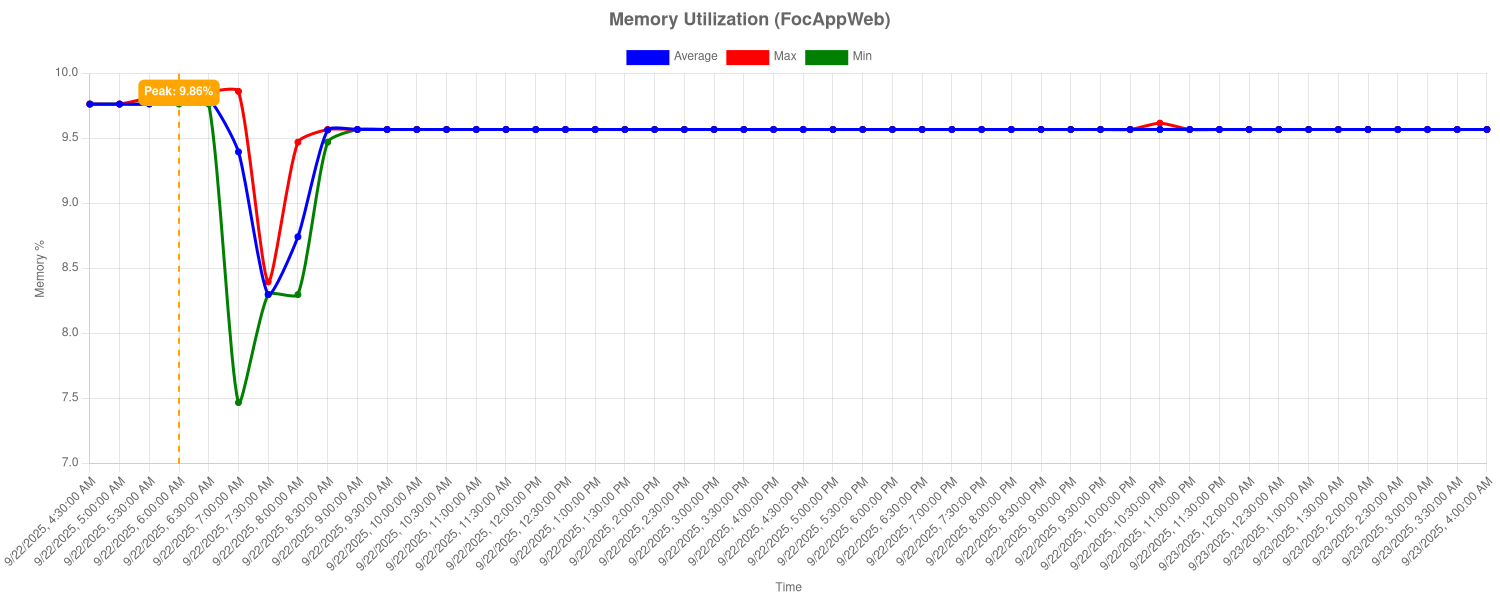 Memory Utilization (FocAppWeb)
Average Max Min
10.0
Peak: 9.86%
9.5
9.0
8.5
8.0
7.5
7.0
Memory %
9/22/2025, 4:30:00 AM
9/22/2025, 5:00:00 AM
9/22/2025, 5:30:00 AM
9/22/2025, 6:00:00 AM
9/22/2025, 6:30:00 AM
9/22/2025, 7:00:00 AM
9/22/2025, 7:30:00 AM
9/22/2025, 8:00:00 AM
9/22/2025, 8:30:00 AM
9/22/2025, 9:00:00 AM
9/22/2025, 9:30:00 AM
9/22/2025, 10:00:00 AM
9/22/2025, 10:30:00 AM
9/22/2025, 11:00:00 AM
9/22/2025, 11:30:00 AM
9/22/2025, 12:00:00 PM
9/22/2025, 12:30:00 PM
9/22/2025, 1:00:00 PM
9/22/2025, 1:30:00 PM
9/22/2025, 2:00:00 PM
9/22/2025, 2:30:00 PM
9/22/2025, 3:00:00 PM
9/22/2025, 3:30:00 PM
9/22/2025, 4:00:00 PM
9/22/2025, 4:30:00 PM
9/22/2025, 5:00:00 PM
9/22/2025, 5:30:00 PM
9/22/2025, 6:00:00 PM
9/22/2025, 6:30:00 PM
9/22/2025, 7:00:00 PM
9/22/2025, 7:30:00 PM
9/22/2025, 8:00:00 PM
9/22/2025, 8:30:00 PM
9/22/2025, 9:00:00 PM
9/22/2025, 9:30:00 PM
9/22/2025, 10:00:00 PM
9/22/2025, 10:30:00 PM
9/22/2025, 11:00:00 PM
9/22/2025, 11:30:00 PM
9/23/2025, 12:00:00 AM
9/23/2025, 12:30:00 AM
9/23/2025, 1:00:00 AM
9/23/2025, 1:30:00 AM
9/23/2025, 2:00:00 AM
9/23/2025, 2:30:00 AM
9/23/2025, 3:00:00 AM
9/23/2025, 3:30:00 AM
9/23/2025, 4:00:00 AM
Time